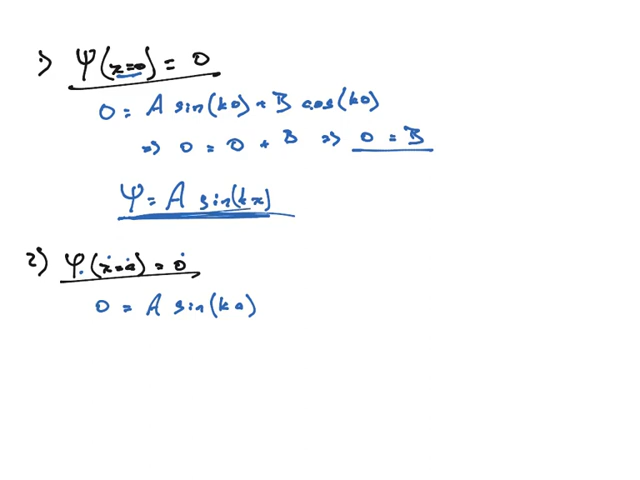 1) ψ(x=0) = 0
0 = A sin(k0) + B cos(k0)
=> 0 = 0 + B => 0 = B
ψ = A sin(kx)
2) ψ(x=a) = 0
0 = A sin(ka)